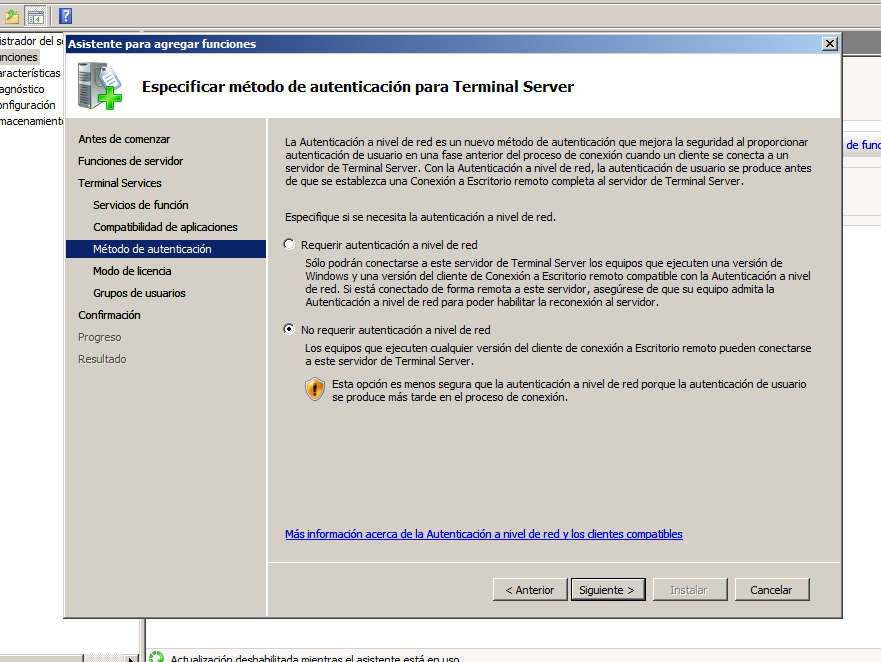 Asistente para agregar funciones
Especificar método de autenticación para Terminal Server
istrador del se
unciones
aracterísticas
agnóstico
onfiguración
macenamiento
Antes de comenzar
Funciones de servidor
Terminal Services
Servicios de función
Compatibilidad de aplicaciones
Método de autenticación
Modo de licencia
Grupos de usuarios
Confirmación
Progreso
Resultado
La Autenticación a nivel de red es un nuevo método de autenticación que mejora la seguridad al proporcionar
autenticación de usuario en una fase anterior del proceso de conexión cuando un cliente se conecta a un
servidor de Terminal Server. Con la Autenticación a nivel de red, la autenticación de usuario se produce antes
de que se establezca una Conexión a Escritorio remoto completa al servidor de Terminal Server.
Especifique si se necesita la autenticación a nivel de red.
Requerir autenticación a nivel de red
Sólo podrán conectarse a este servidor de Terminal Server los equipos que ejecuten una versión de
Windows y una versión del cliente de Conexión a Escritorio remoto compatible con la Autenticación a nivel
de red. Si está conectado de forma remota a este servidor, asegúrese de que su equipo admita la
Autenticación a nivel de red para poder habilitar la reconexión al servidor.
No requerir autenticación a nivel de red
Los equipos que ejecuten cualquier versión del cliente de conexión a Escritorio remoto pueden conectarse
a este servidor de Terminal Server.
Esta opción es menos segura que la autenticación a nivel de red porque la autenticación de usuario
se produce más tarde en el proceso de conexión.
Más información acerca de la Autenticación a nivel de red y los clientes compatibles
< Anterior
Siguiente >
Instalar
Cancelar
de func
Actualización deshabilitada mientras el asistente está en uso